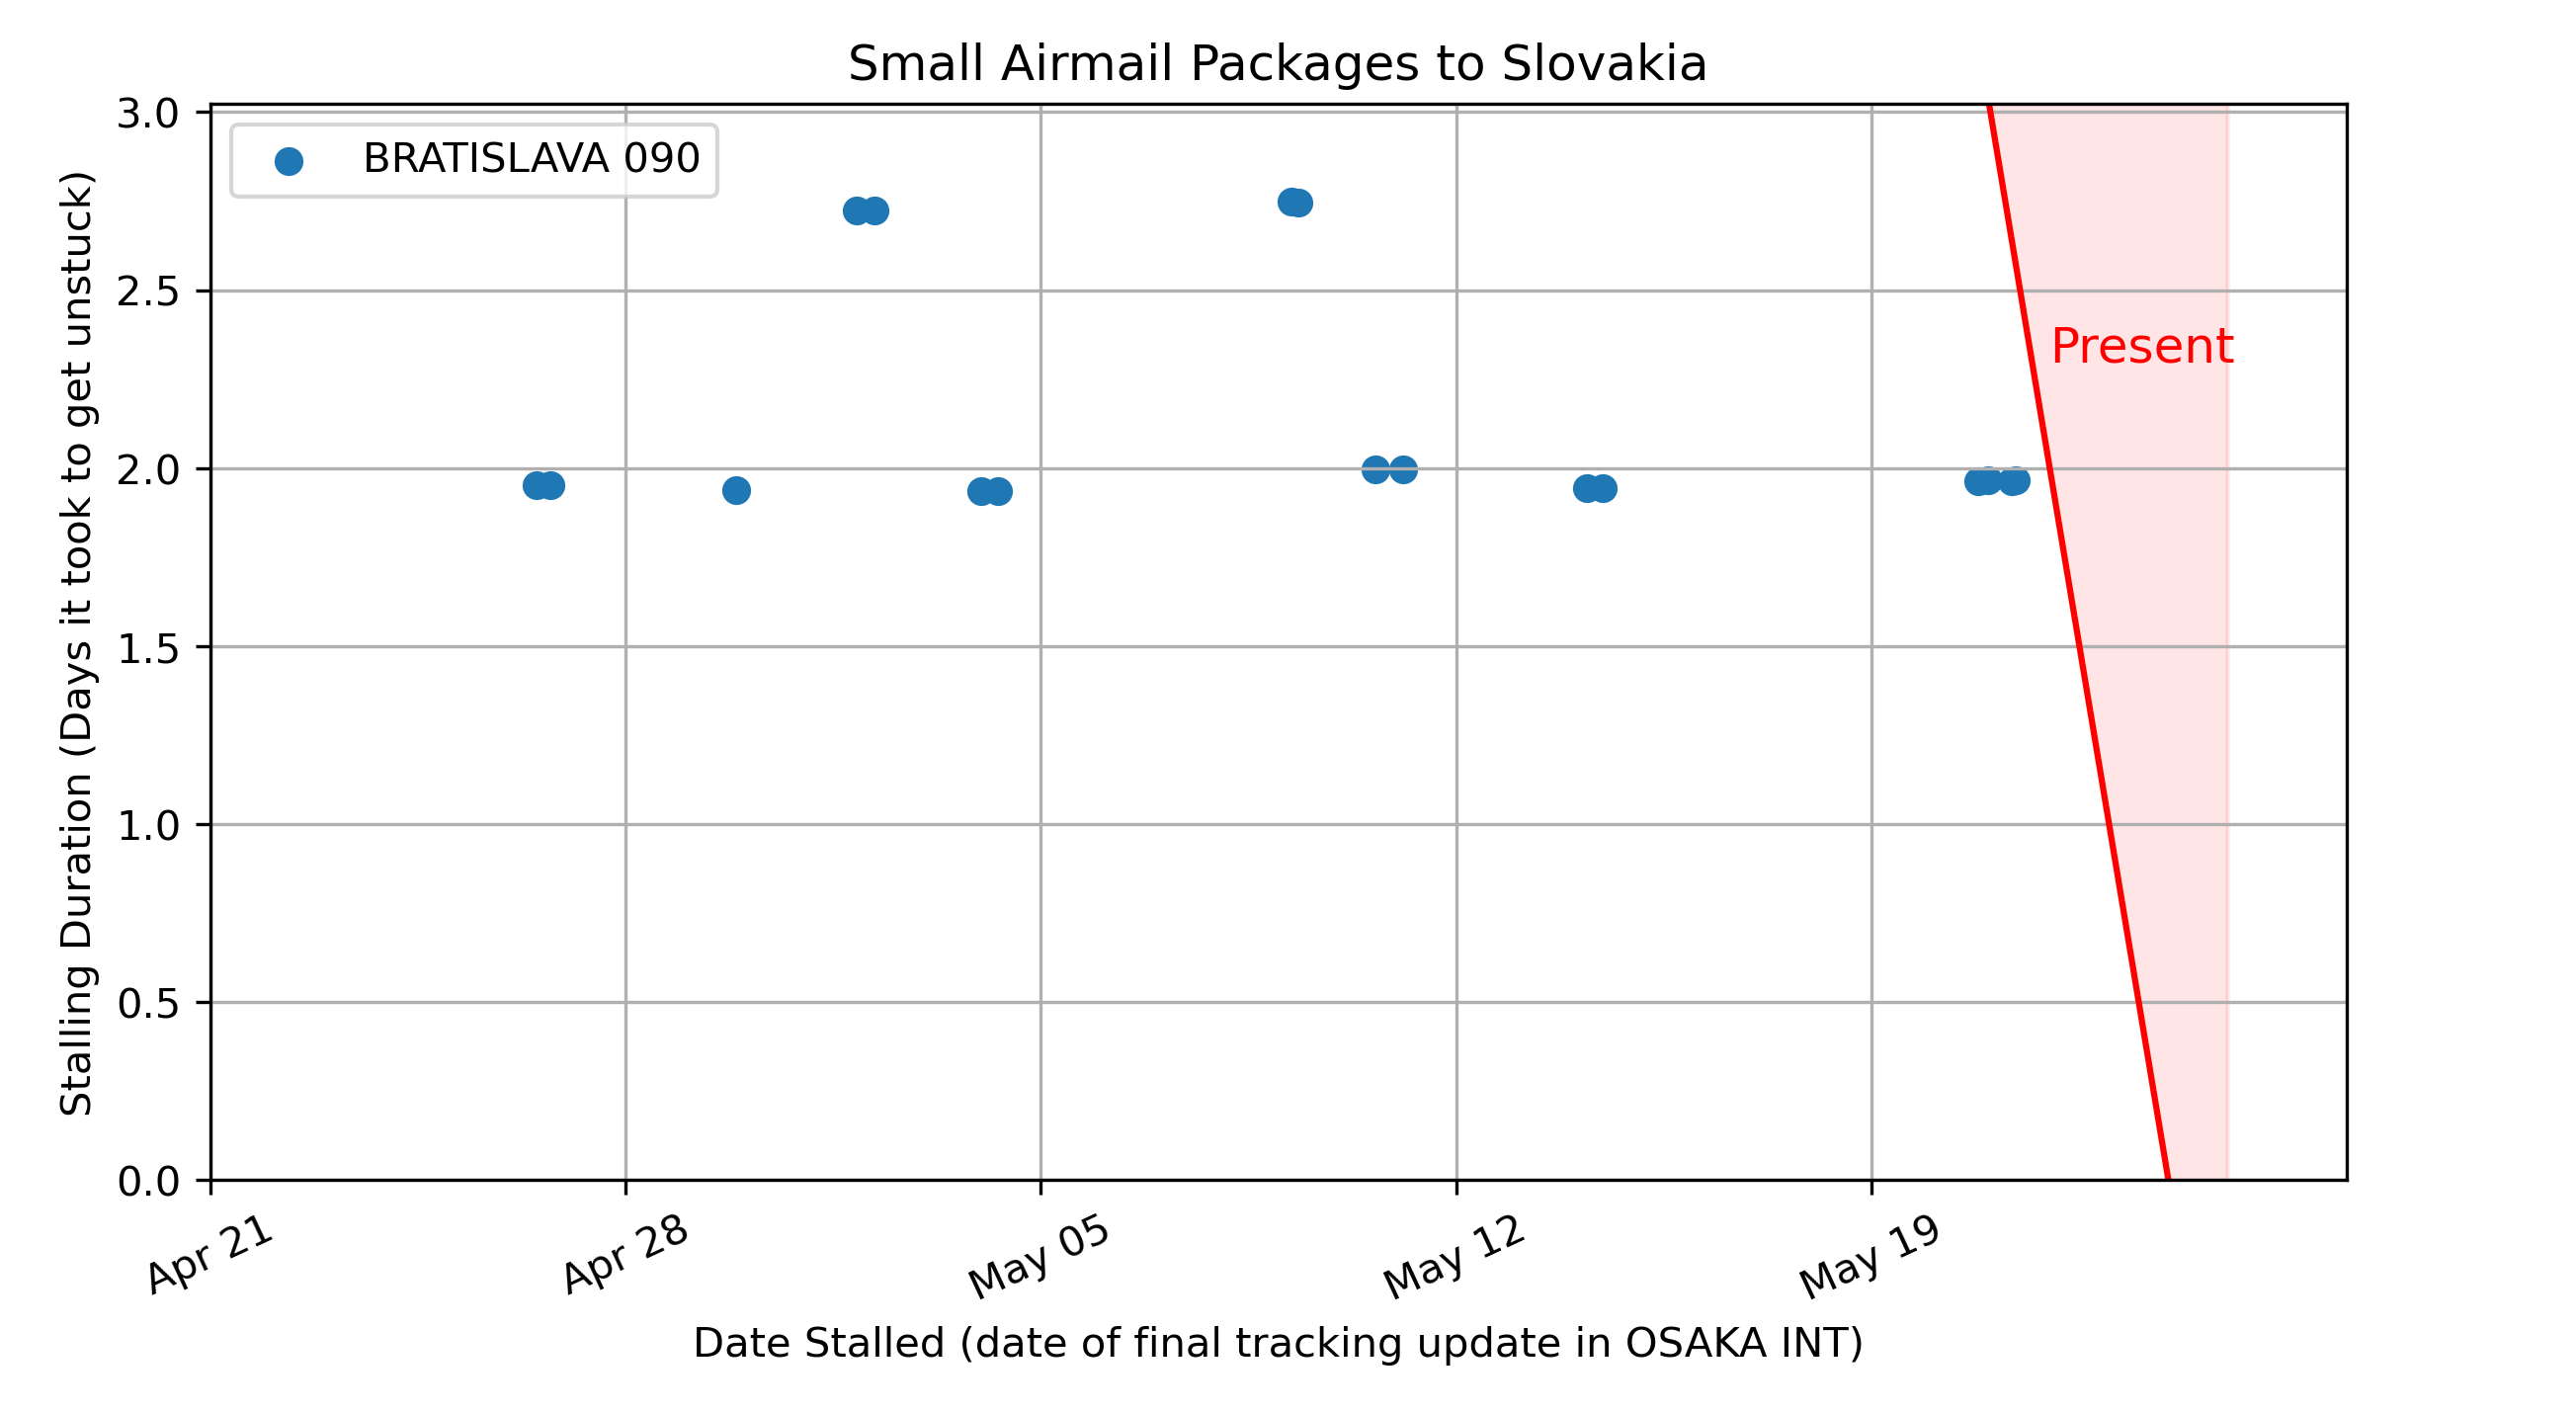 Small Airmail Packages to Slovakia
BRATISLAVA 090
Present
Stalling Duration (Days it took to get unstuck)
3.0
2.5
2.0
1.5
1.0
0.5
0.0
Apr 21
Apr 28
May 05
May 12
May 19
Date Stalled (date of final tracking update in OSAKA INT)